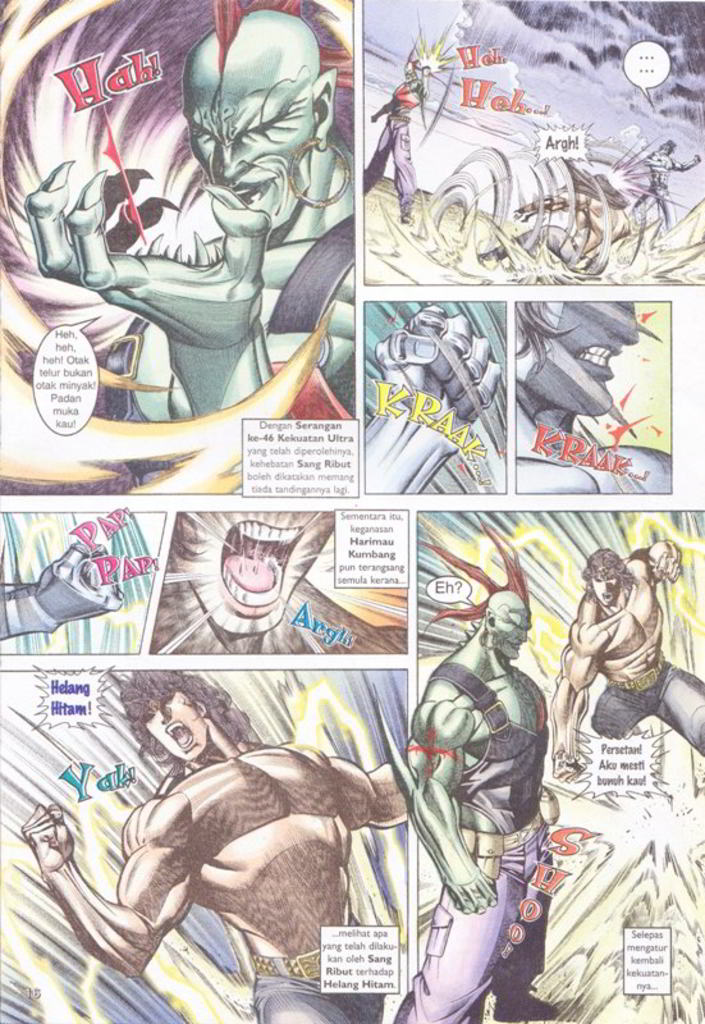 Hah!
Heh,
heh,
heh! Otak
telur bukan
otak minyak!
Padan
muka
kau!
Dengan Serangan
ke-46 Kekuatan Ultra
yang telah diperolehinya,
kehebatan Sang Ribut
boleh dikatakan memang
tiada tandingannya lagi.
Heh..
Heh...
...
...
Argh!
KRAAK...
KRAAK...
PAP!
PAP!
Sementara itu,
keganasan
Harimau
Kumbang
pun terangsang
semula kerana...
Argh!
Helang
Hitam!
Yah!
...melihat apa
yang telah dilaku-
kan oleh Sang
Ribut terhadap
Helang Hitam.
Eh?
Persetan!
Aku mesti
bunuh kau!
SHOO...
Selepas
mengatur
kembali
kekuatan-
nya...
16